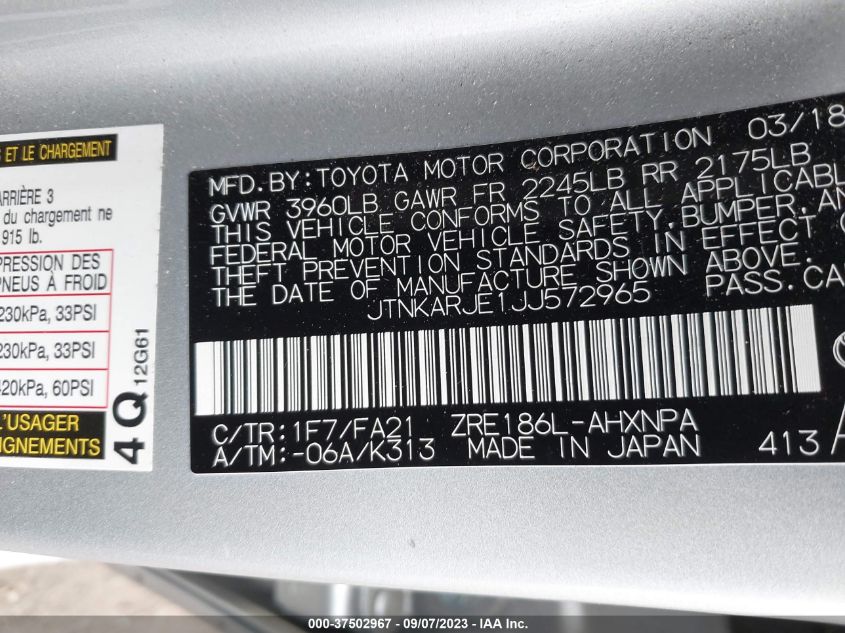 S ET LE CHARGEMENT
ARRIÈRE 3
du chargement ne
915 lb.
PRESSION DES
PNEUS À FROID
230kPa, 33PSI
230kPa, 33PSI
420kPa, 60PSI
L'USAGER
4Q 12G61
03/18
MFD.BY:TOYOTA MOTOR CORPORATION
GVWR 3960LB GAWR FR 2245LB RR 2175LB
THIS VEHICLE CONFORMS TO ALL APPLICABL
FEDERAL MOTOR VEHICLE SAFETY,BUMPER,AN
THEFT PREVENTION STANDARDS IN EFFECT
THE DATE OF MANUFACTURE SHOWN ABOVE.
JTNKARJE1JJ572965 PASS.CA
C/TR:1F7/FA21 ZRE186L-AHXNPA
A/TM:-06A/K313 MADE IN JAPAN 413
000-37502967 - 09/07/2023 - IAA Inc.